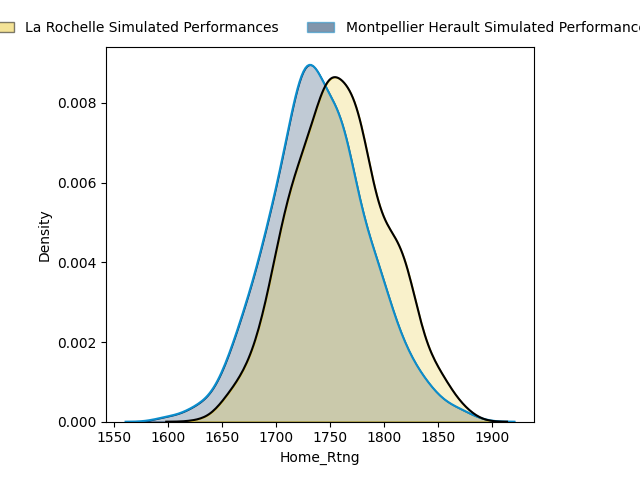 La Rochelle Simulated Performances
Montpellier Herault Simulated Performanc
0.008
0.006
0.004
0.002
0.000
Density
1550 1600 1650 1700 1750 1800 1850 1900
Home_Rtng